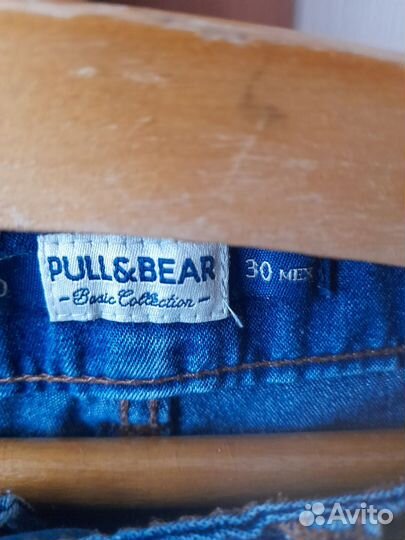 PULL&BEAR
- Basic Collection -
30 MEN
Avito